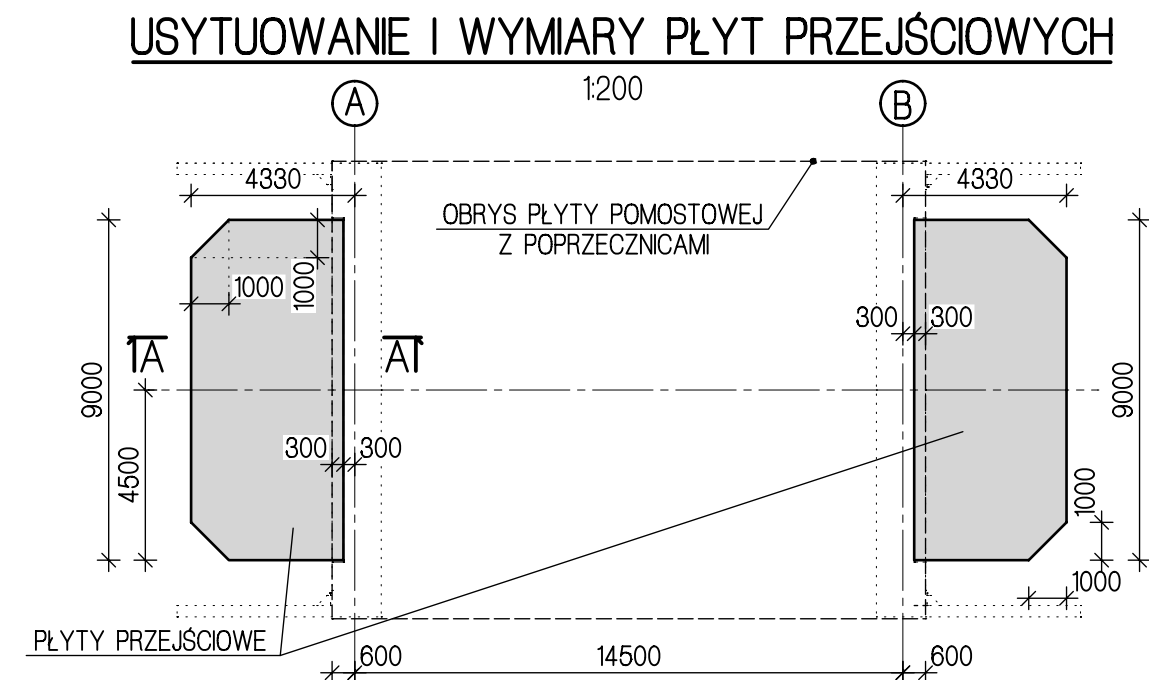 USYTUOWANIE I WYMIARY PŁYT PRZEJŚCIOWYCH
1:200
A B
4330 4330
OBRYS PŁYTY POMOSTOWEJ
Z POPRZECZNICAMI
1000 1000
300 300
A A
9000 9000
300 300
4500
1000
1000
PŁYTY PRZEJŚCIOWE
600 14500 600